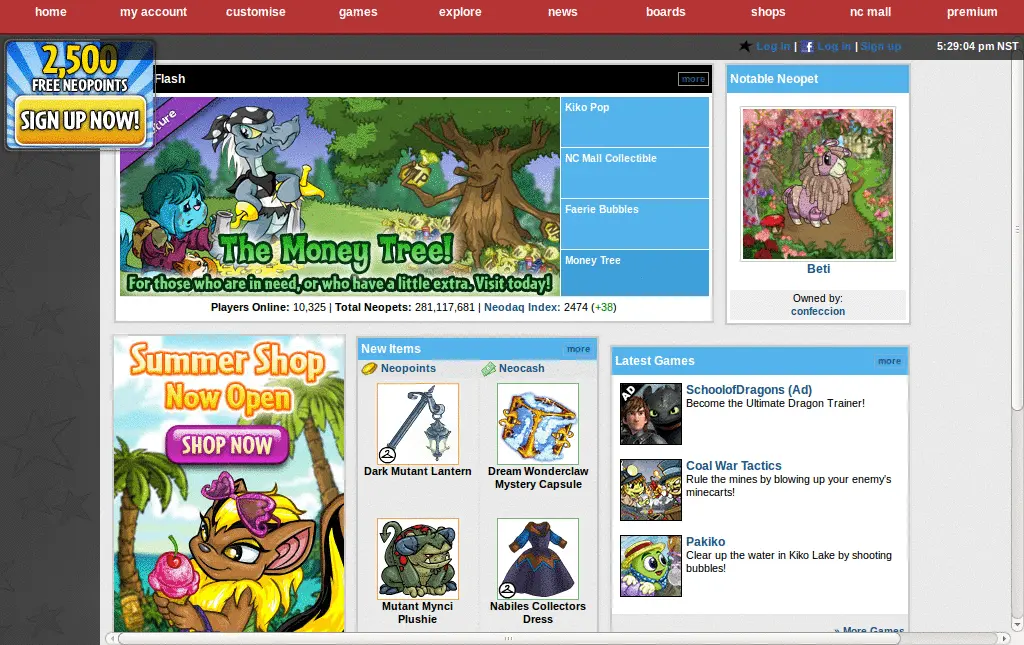 home my account customise games explore news boards shops nc mall premium
Log in | Log in | Sign up 5:29:04 pm NST
2,500
FREE NEOPOINTS
SIGN UP NOW!
Flash more
Kiko Pop
NC Mall Collectible
Faerie Bubbles
Money Tree
The Money Tree!
For those who are in need, or who have a little extra. Visit today!
Players Online: 10,325 | Total Neopets: 281,117,681 | Neodaq Index: 2474 (+38)
Notable Neopet
Beti
Owned by:
confeccion
Summer Shop
Now Open
SHOP NOW
New Items more
Neopoints Neocash
Dark Mutant Lantern
Dream Wonderclaw
Mystery Capsule
Mutant Mynci
Plushie
Nabiles Collectors
Dress
Latest Games more
AD
SchoolofDragons (Ad)
Become the Ultimate Dragon Trainer!
Coal War Tactics
Rule the mines by blowing up your enemy's
minecarts!
Pakiko
Clear up the water in Kiko Lake by shooting
bubbles!
» More Games